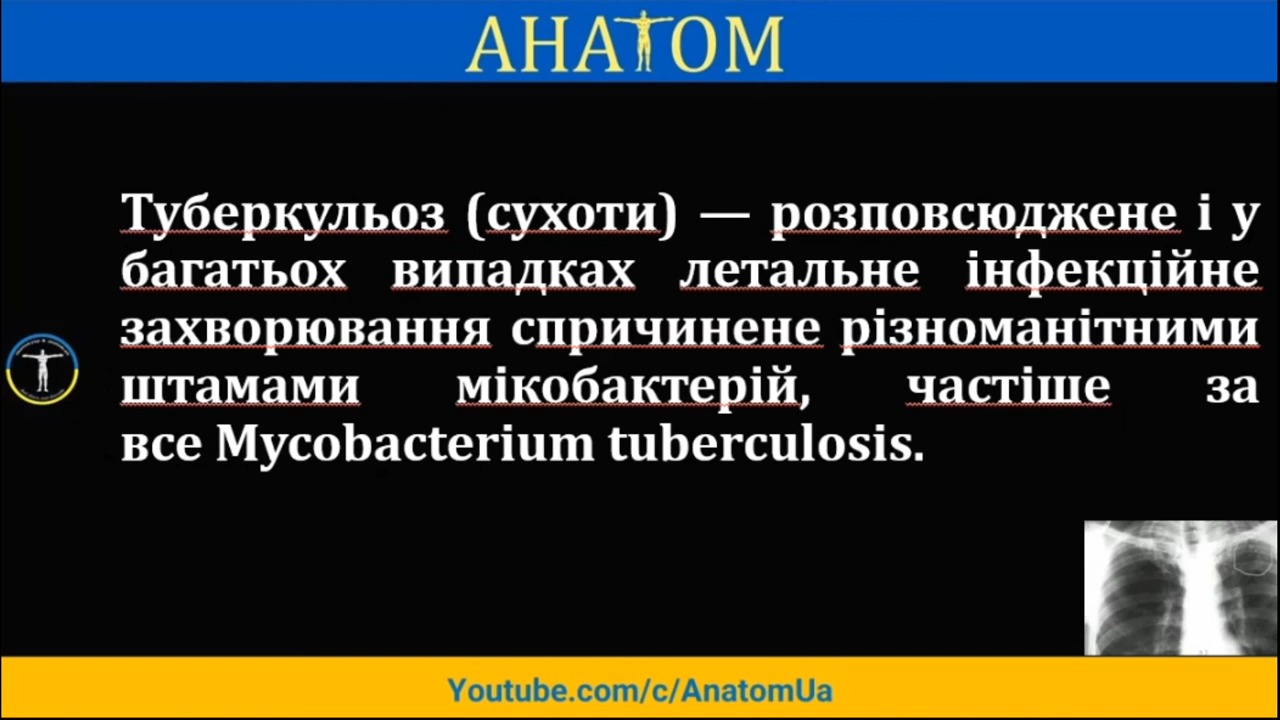 АНАТОМ
Туберкульоз (сухоти) — розповсюджене і у
багатьох випадках летальне інфекційне
захворювання спричинене різноманітними
штамами мікобактерій, частіше за
все Mycobacterium tuberculosis.
Youtube.com/c/AnatomUa